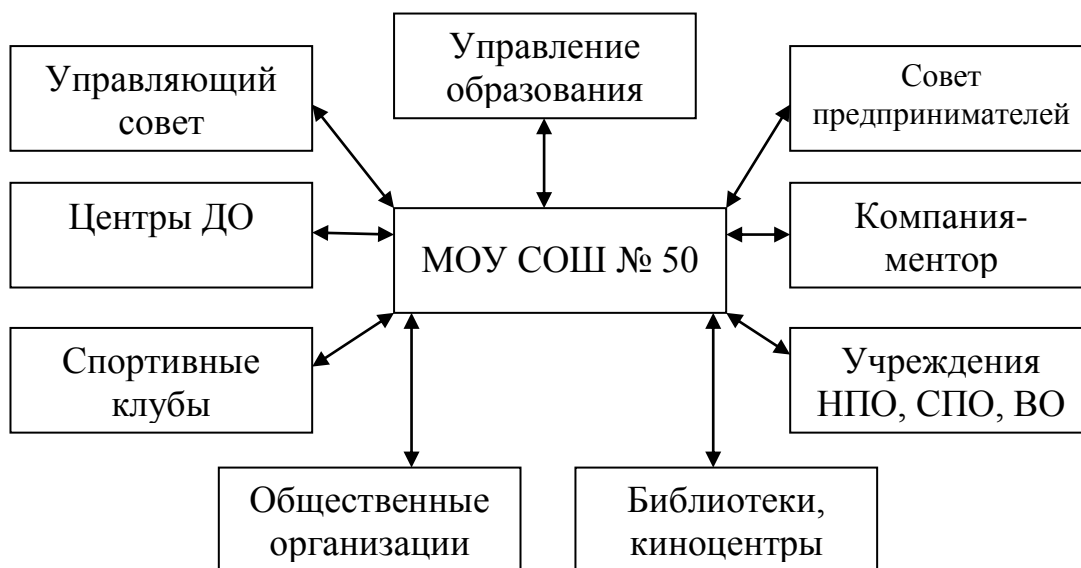 Управляющий
совет
Управление
образования
Совет
предпринимателей
Центры ДО
МОУ СОШ № 50
Компания-
ментор
Спортивные
клубы
Учреждения
НПО, СПО, ВО
Общественные
организации
Библиотеки,
киноцентры